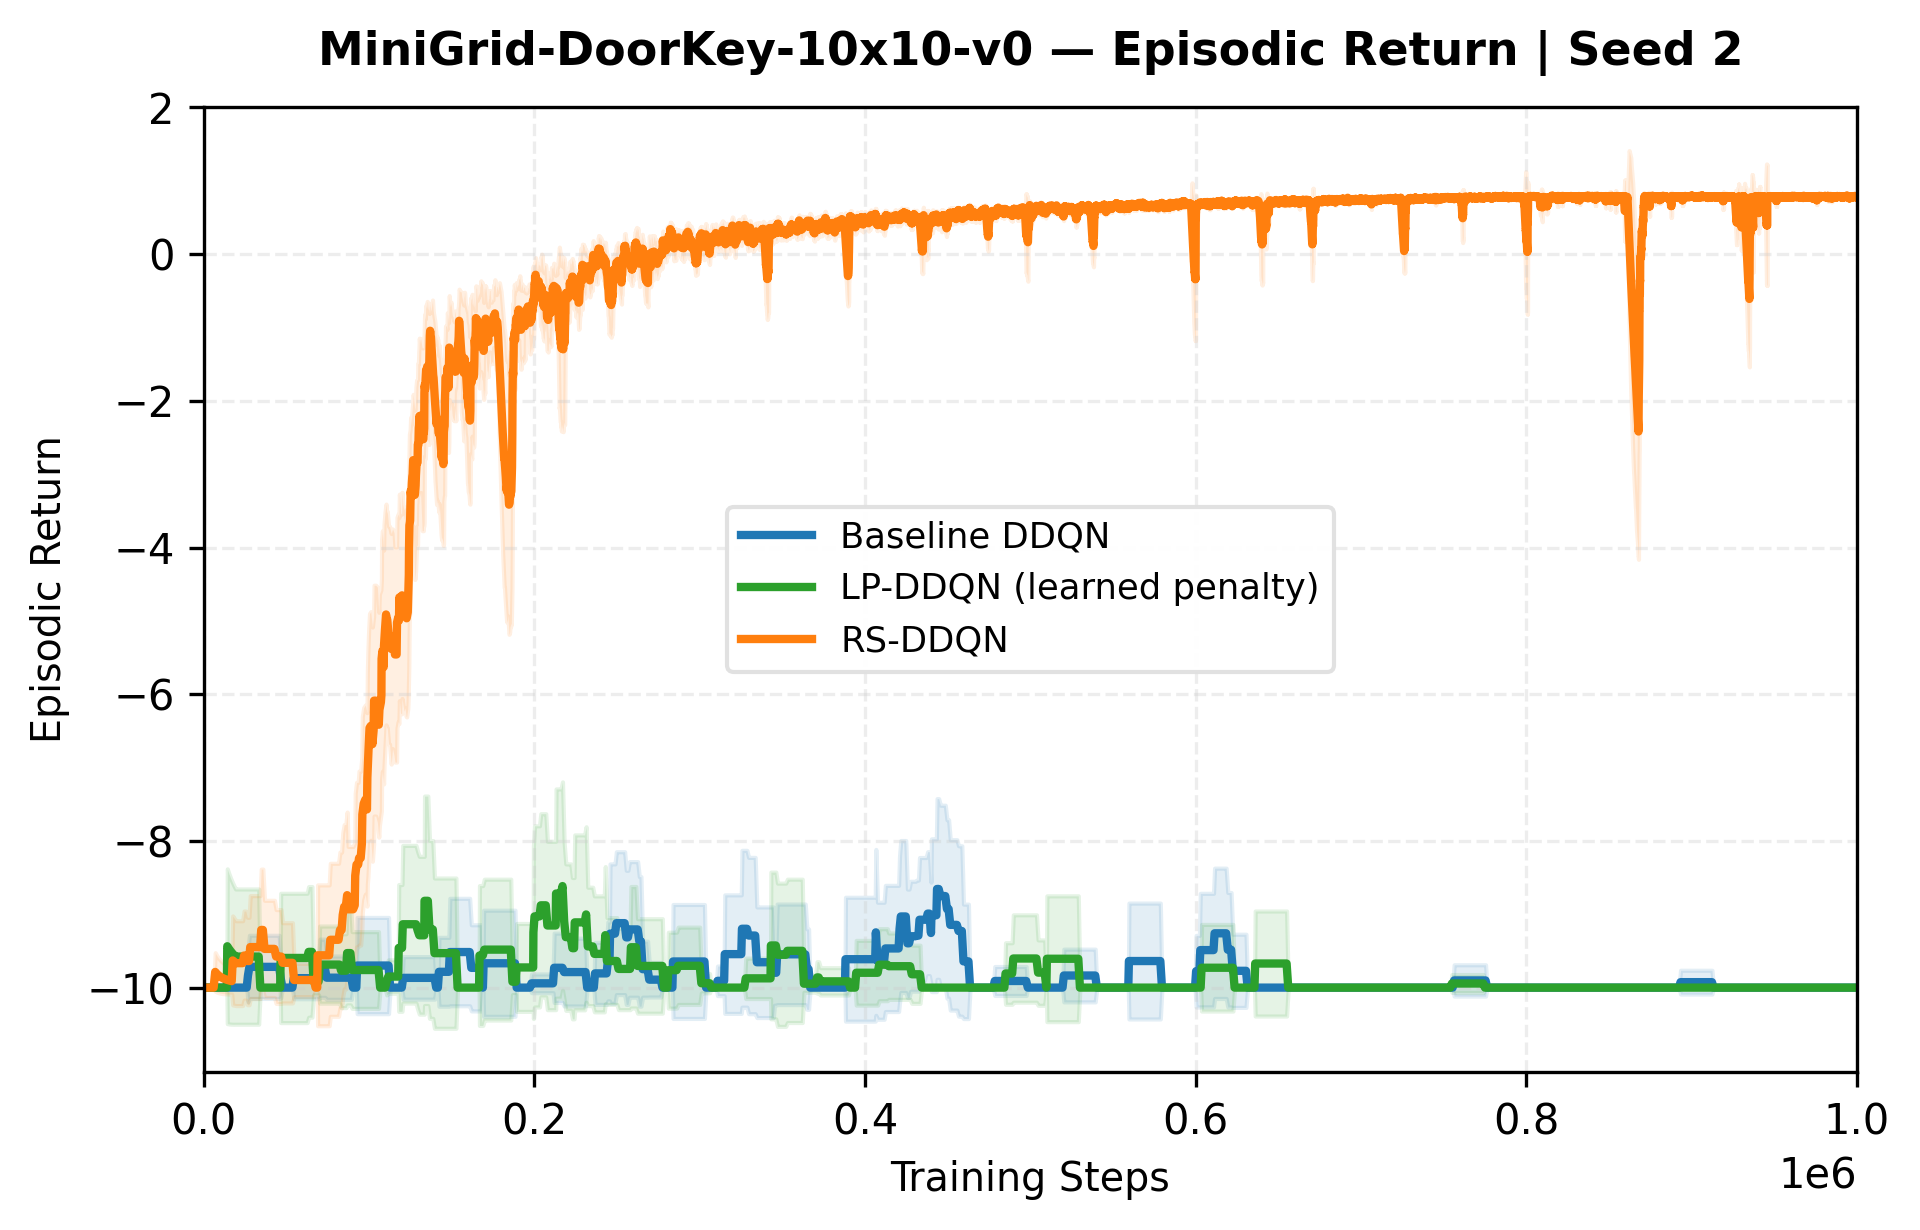 MiniGrid-DoorKey-10x10-v0 — Episodic Return | Seed 2
2
0
−2
−4
−6
−8
−10
Episodic Return
Baseline DDQN
LP-DDQN (learned penalty)
RS-DDQN
0.0 0.2 0.4 0.6 0.8 1.0
Training Steps
1e6